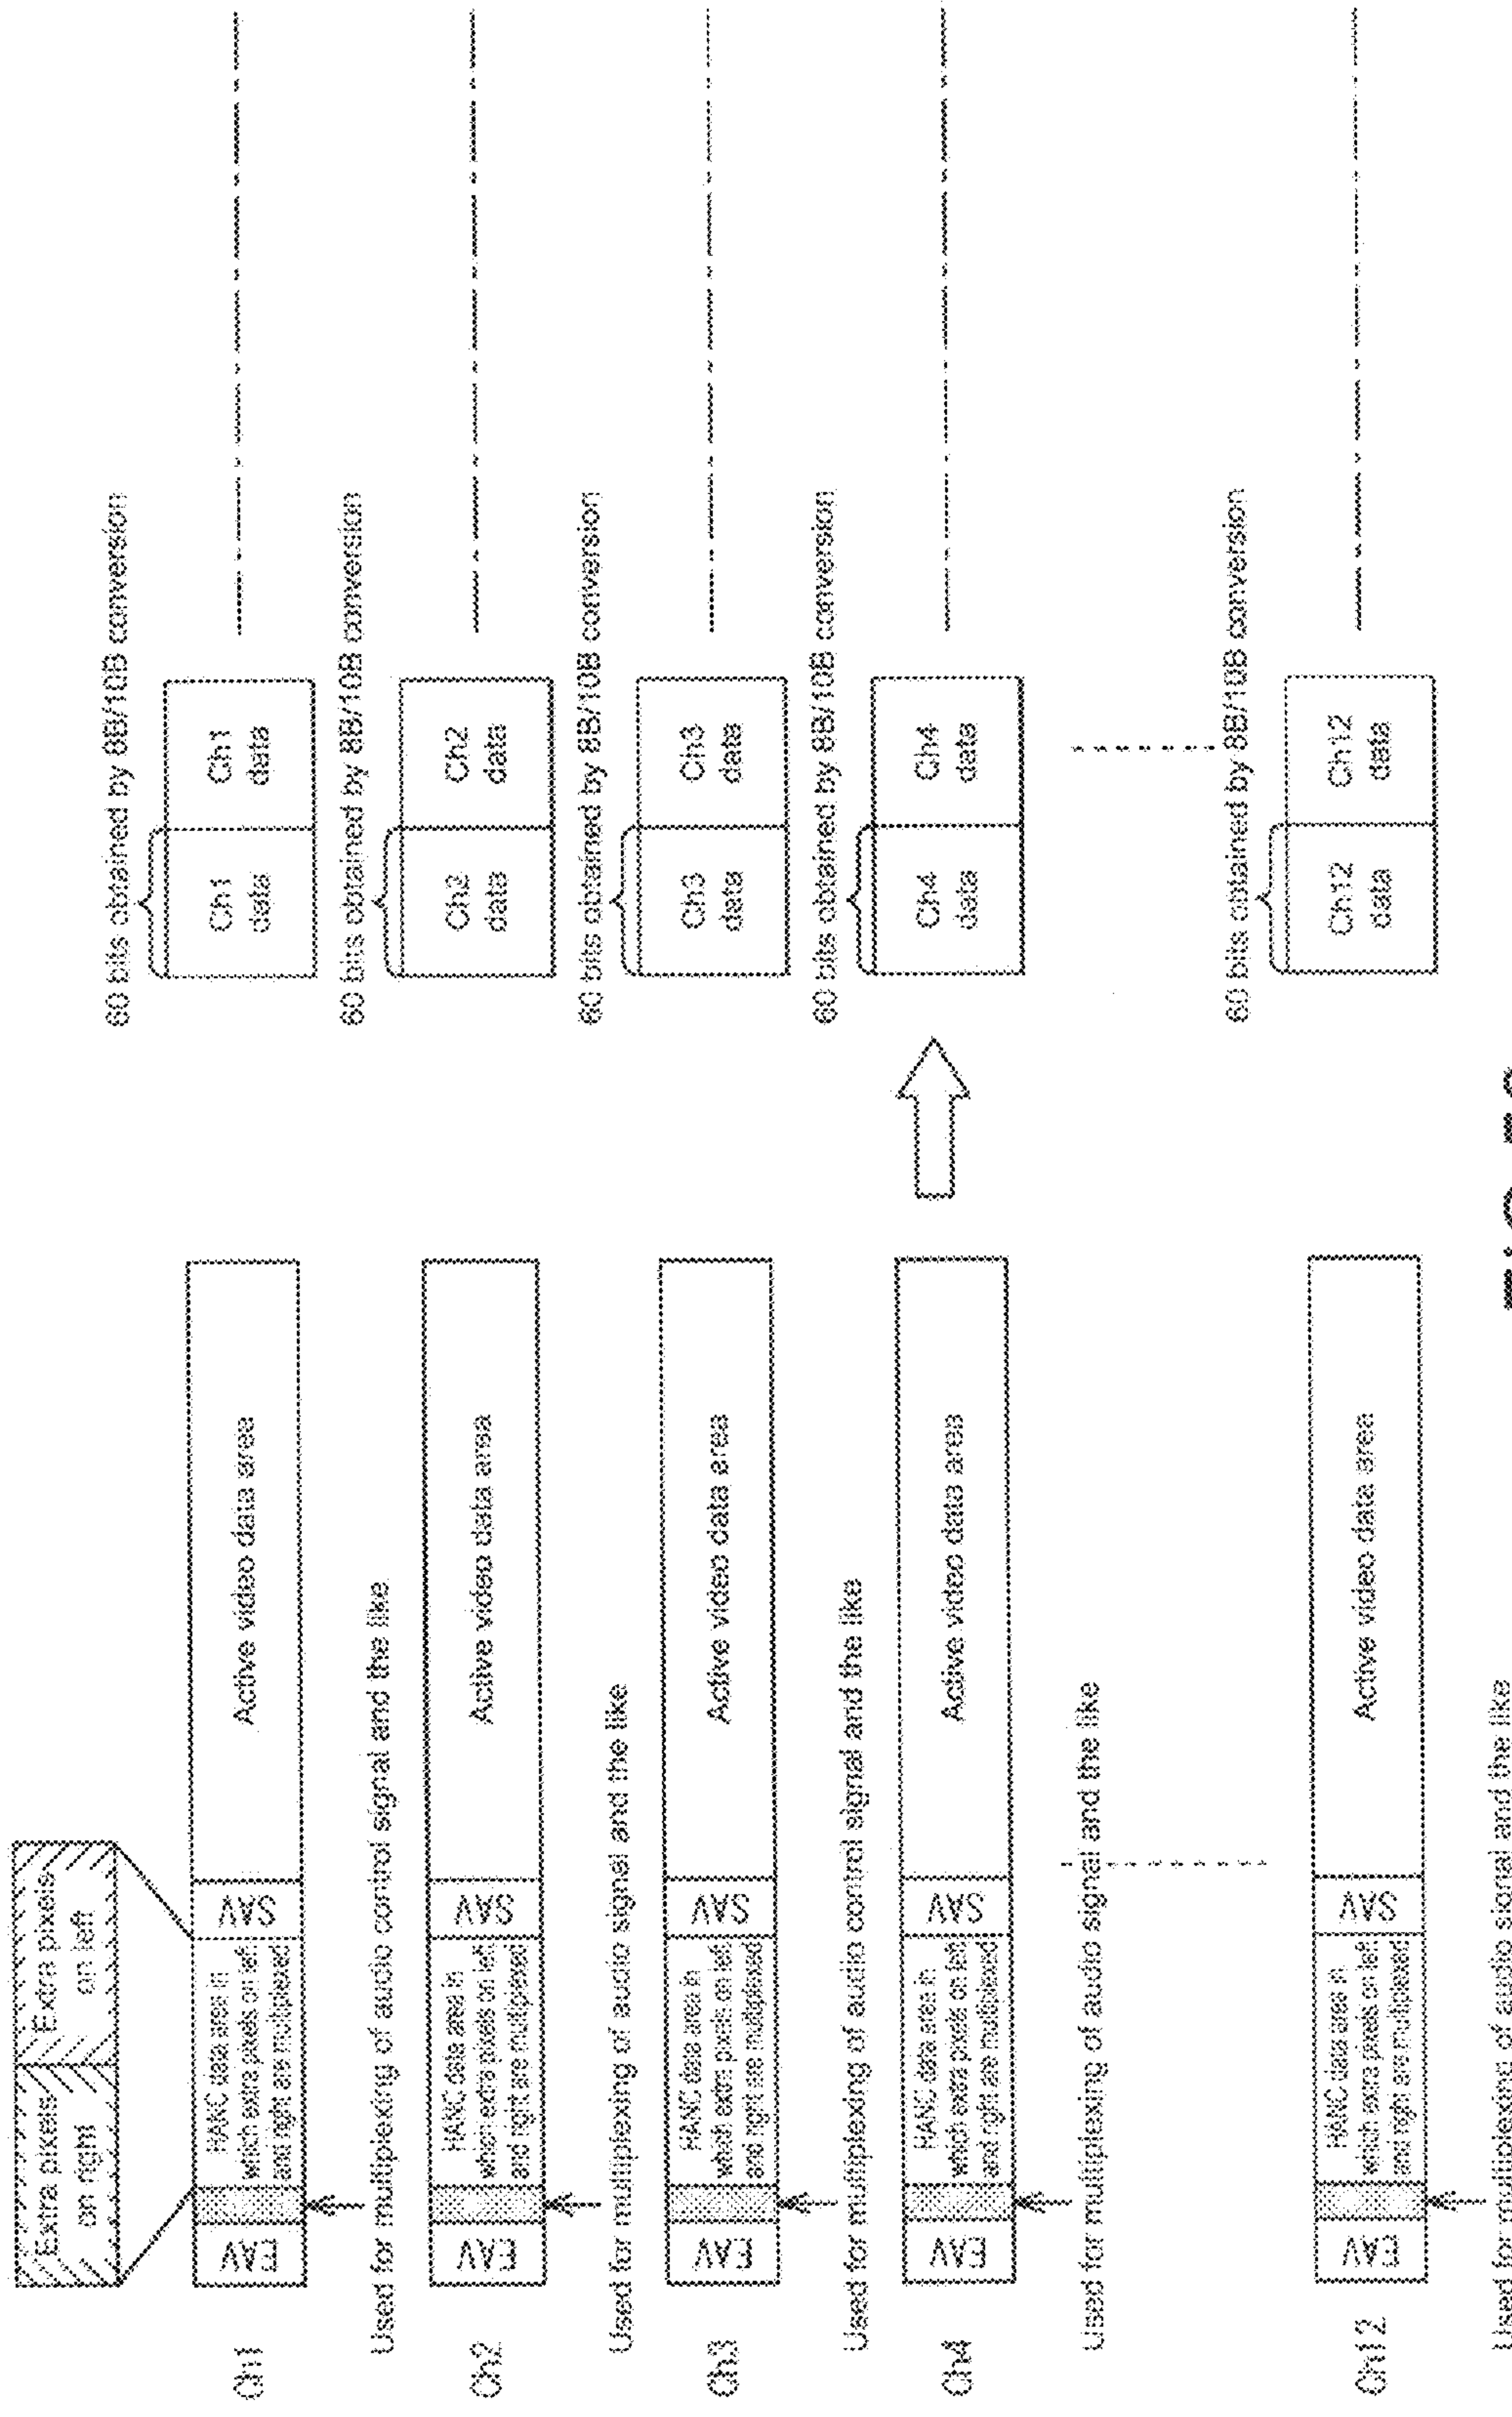 Extra pixels
on right
Extra pixels
on left
Ch1
EAV
HANC data area in
which extra pixels on left
and right are multiplexed
SAV
Active video data area
60 bits obtained by 8B/10B conversion
Ch1
data
Ch1
data
Used for multiplexing of audio control signal and the like
Ch2
EAV
HANC data area in
which extra pixels on left
and right are multiplexed
SAV
Active video data area
60 bits obtained by 8B/10B conversion
Ch2
data
Ch2
data
Used for multiplexing of audio signal and the like
Ch3
EAV
HANC data area in
which extra pixels on left
and right are multiplexed
SAV
Active video data area
60 bits obtained by 8B/10B conversion
Ch3
data
Ch3
data
Used for multiplexing of audio control signal and the like
Ch4
EAV
HANC data area in
which extra pixels on left
and right are multiplexed
SAV
Active video data area
60 bits obtained by 8B/10B conversion
Ch4
data
Ch4
data
Used for multiplexing of audio signal and the like
Ch12
EAV
HANC data area in
which extra pixels on left
and right are multiplexed
SAV
Active video data area
60 bits obtained by 8B/10B conversion
Ch12
data
Ch12
data
Used for multiplexing of audio signal and the like